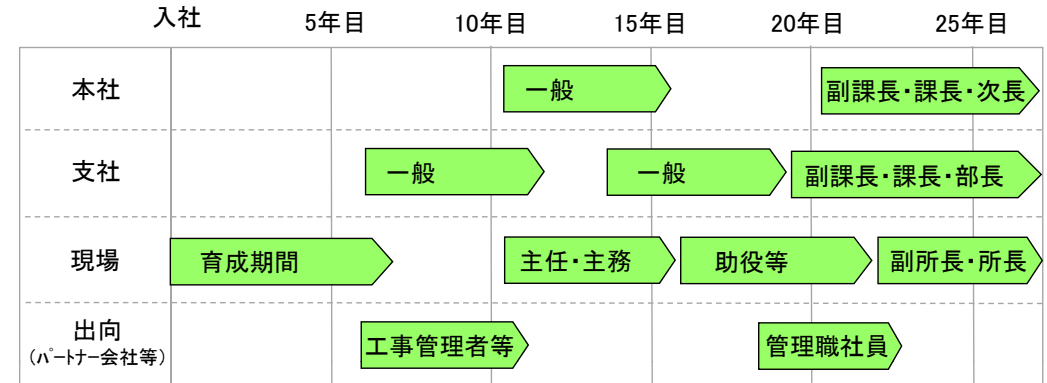 入社 5年目 10年目 15年目 20年目 25年目
本社 一般 副課長・課長・次長
支社 一般 一般 副課長・課長・部長
現場 育成期間 主任・主務 助役等 副所長・所長
出向 工事管理者等 管理職社員
（パートナー会社等）